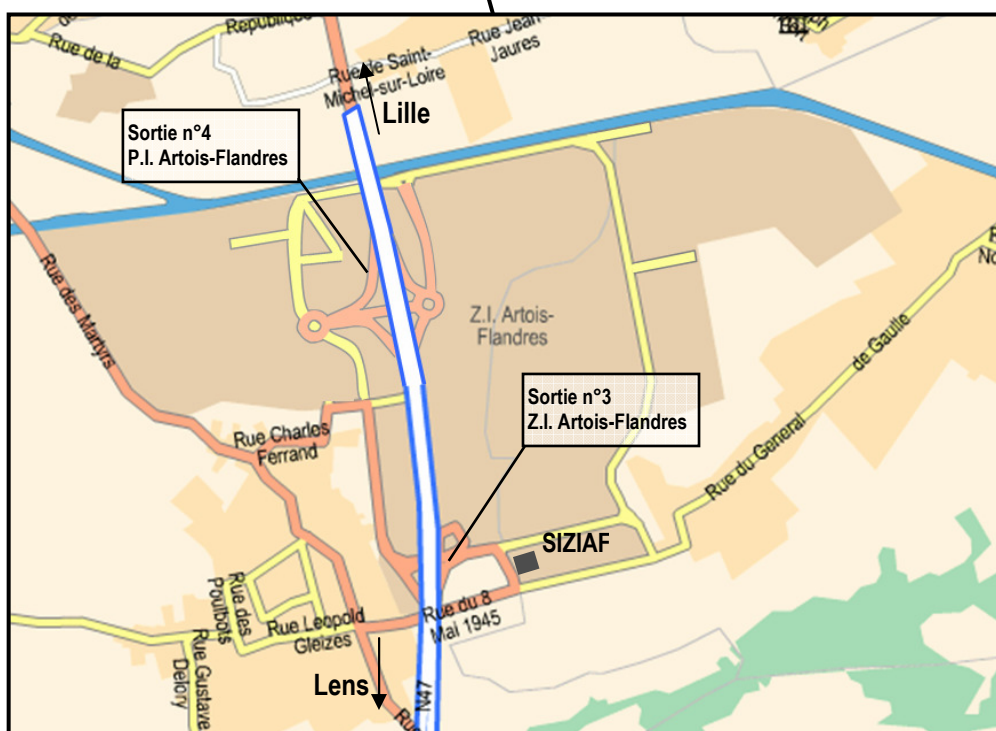 Republique
Rue de la
Rue Jean
Jaures
Rue de Saint-
Michel-sur-Loire
Lille
Sortie n°4
P.I. Artois-Flandres
Rue des Martyrs
Z.I. Artois-
Flandres
de Gaulle
Sortie n°3
Z.I. Artois-Flandres
Rue Charles
Ferrand
Rue du General
SIZIAF
Rue des
Poulbots
Rue Leopold
Gleizes
Rue du 8
Mai 1945
Rue Gustave
Delory
Lens
N47